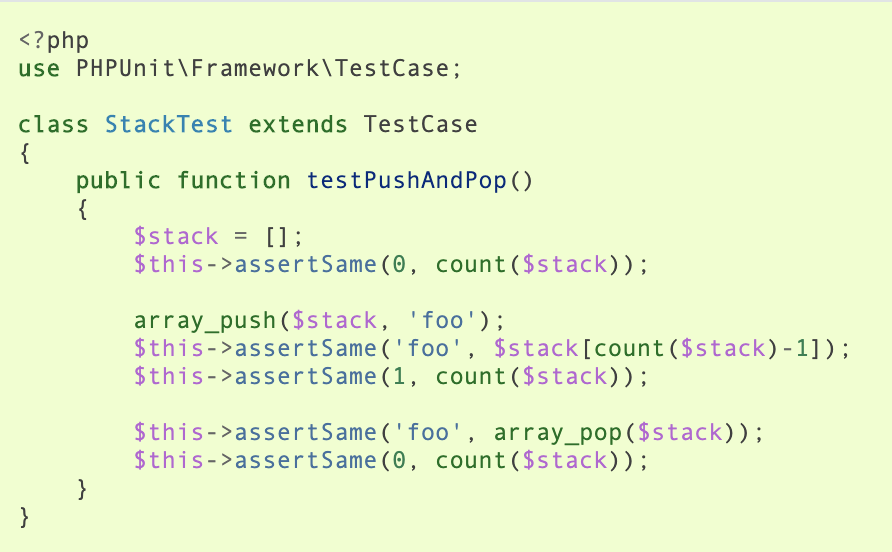 <?php
use PHPUnit\Framework\TestCase;

class StackTest extends TestCase
{
    public function testPushAndPop()
    {
        $stack = [];
        $this->assertSame(0, count($stack));

        array_push($stack, 'foo');
        $this->assertSame('foo', $stack[count($stack)-1]);
        $this->assertSame(1, count($stack));

        $this->assertSame('foo', array_pop($stack));
        $this->assertSame(0, count($stack));
    }
}